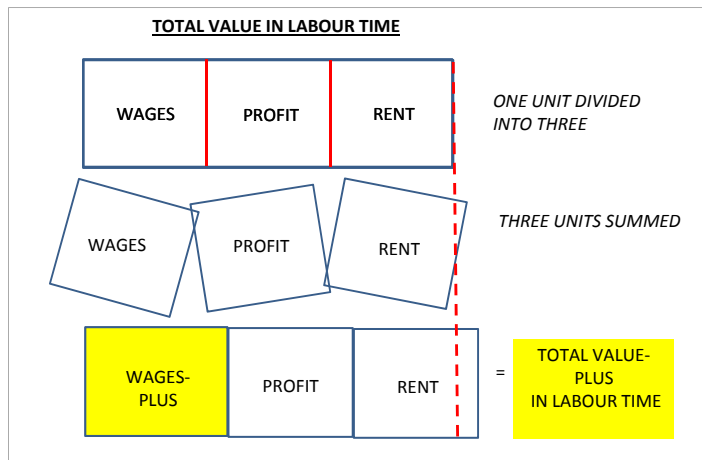 TOTAL VALUE IN LABOUR TIME
WAGES
PROFIT
RENT
ONE UNIT DIVIDED
INTO THREE
WAGES
PROFIT
RENT
THREE UNITS SUMMED
WAGES-
PLUS
PROFIT
RENT
=
TOTAL VALUE-
PLUS
IN LABOUR TIME